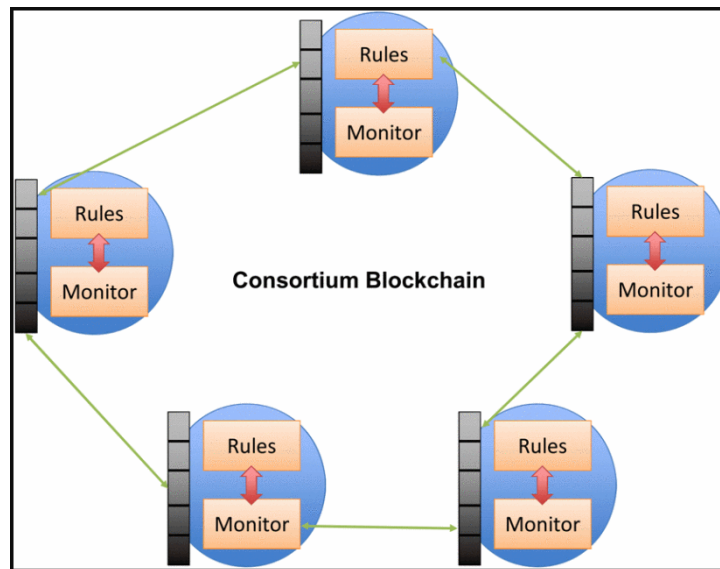 Rules
Monitor
Rules
Monitor
Rules
Monitor
Consortium Blockchain
Rules
Monitor
Rules
Monitor